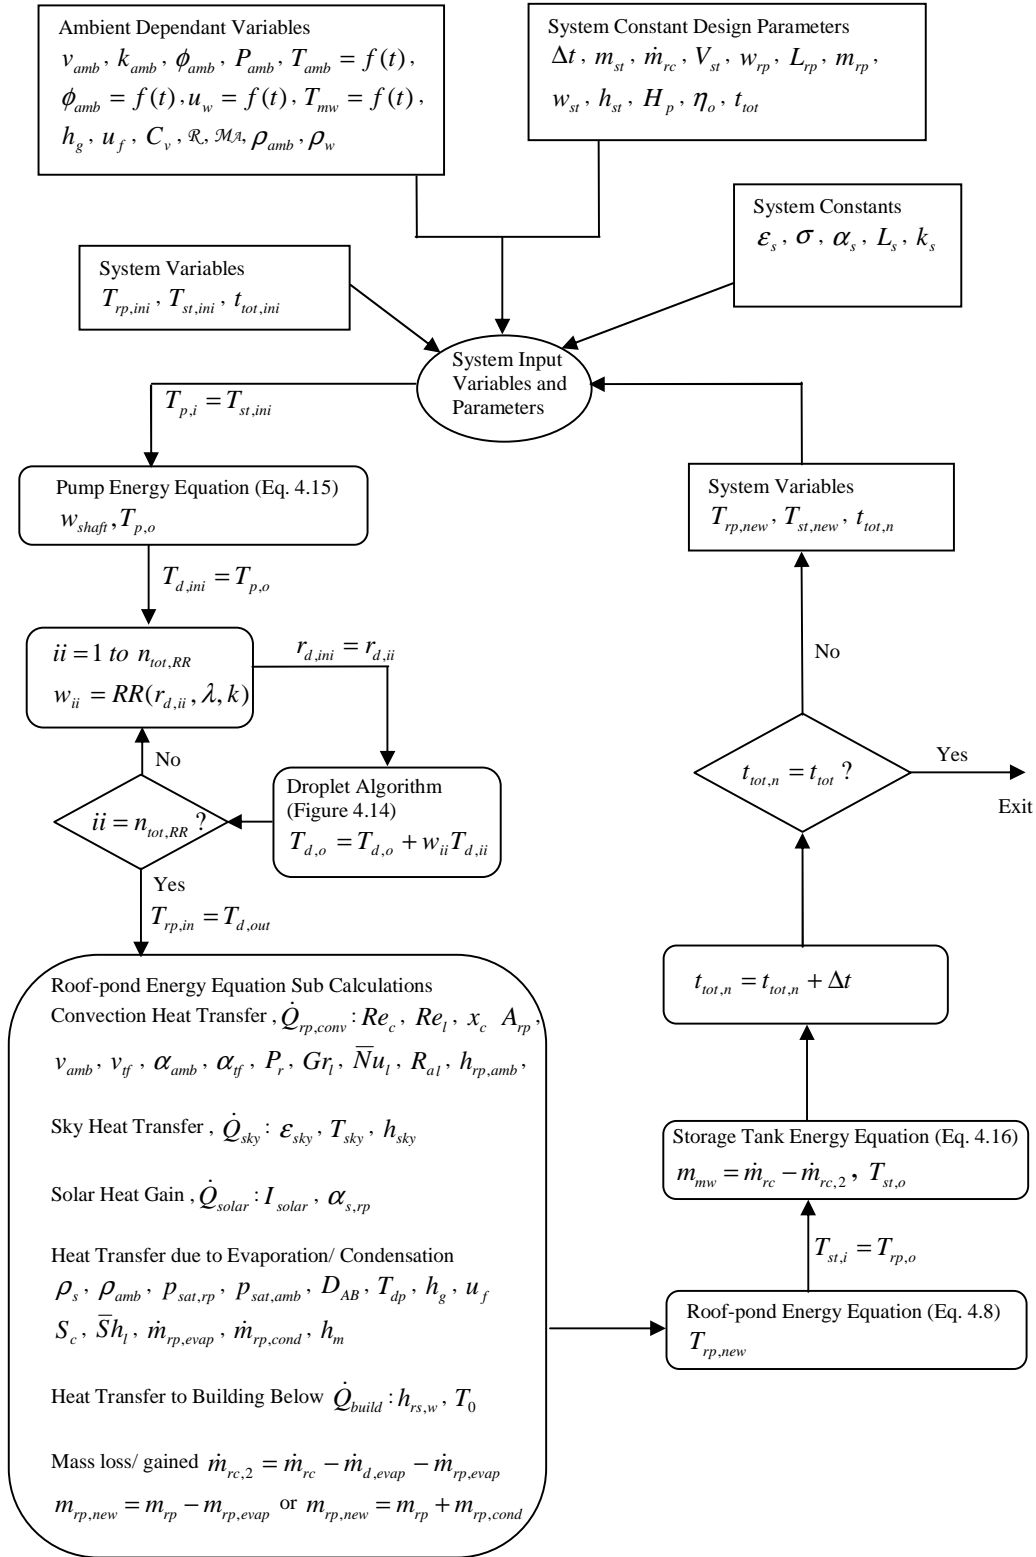 Ambient Dependant Variables
v_amb, k_amb, ϕ_amb, P_amb, T_amb = f(t),
ϕ_amb = f(t), u_w = f(t), T_mw = f(t),
h_g, u_f, C_v, ℛ, ℳA, ρ_amb, ρ_w
System Constant Design Parameters
Δt, m_st, ṁ_rc, V_st, w_rp, L_rp, m_rp,
w_st, h_st, H_p, η_o, t_tot
System Constants
ε_s, σ, α_s, L_s, k_s
System Variables
T_rp,ini, T_st,ini, t_tot,ini
System Input
Variables and
Parameters
T_p,i = T_st,ini
Pump Energy Equation (Eq. 4.15)
w_shaft, T_p,o
T_d,ini = T_p,o
ii = 1 to n_tot,RR
w_ii = RR(r_d,ii, λ, k)
r_d,ini = r_d,ii
Droplet Algorithm
(Figure 4.14)
T_d,o = T_d,o + w_ii T_d,ii
No
ii = n_tot,RR ?
Yes
T_rp,in = T_d,out
Roof-pond Energy Equation Sub Calculations
Convection Heat Transfer , Q̇_rp,conv : Re_c, Re_l, x_c A_rp,
v_amb, v_tf, α_amb, α_tf, P_r, Gr_l, N̅u_l, R_al, h_rp,amb,
Sky Heat Transfer , Q̇_sky : ε_sky, T_sky, h_sky
Solar Heat Gain , Q̇_solar : I_solar, α_s,rp
Heat Transfer due to Evaporation/ Condensation
ρ_s, ρ_amb, p_sat,rp, p_sat,amb, D_AB, T_dp, h_g, u_f
S_c, S̅h_l, ṁ_rp,evap, ṁ_rp,cond, h_m
Heat Transfer to Building Below Q̇_build : h_rs,w, T_0
Mass loss/ gained ṁ_rc,2 = ṁ_rc − ṁ_d,evap − ṁ_rp,evap
m_rp,new = m_rp − m_rp,evap or m_rp,new = m_rp + m_rp,cond
Roof-pond Energy Equation (Eq. 4.8)
T_rp,new
T_st,i = T_rp,o
Storage Tank Energy Equation (Eq. 4.16)
m_mw = ṁ_rc − ṁ_rc,2, T_st,o
t_tot,n = t_tot,n + Δt
t_tot,n = t_tot ?
Yes
Exit
No
System Variables
T_rp,new, T_st,new, t_tot,n